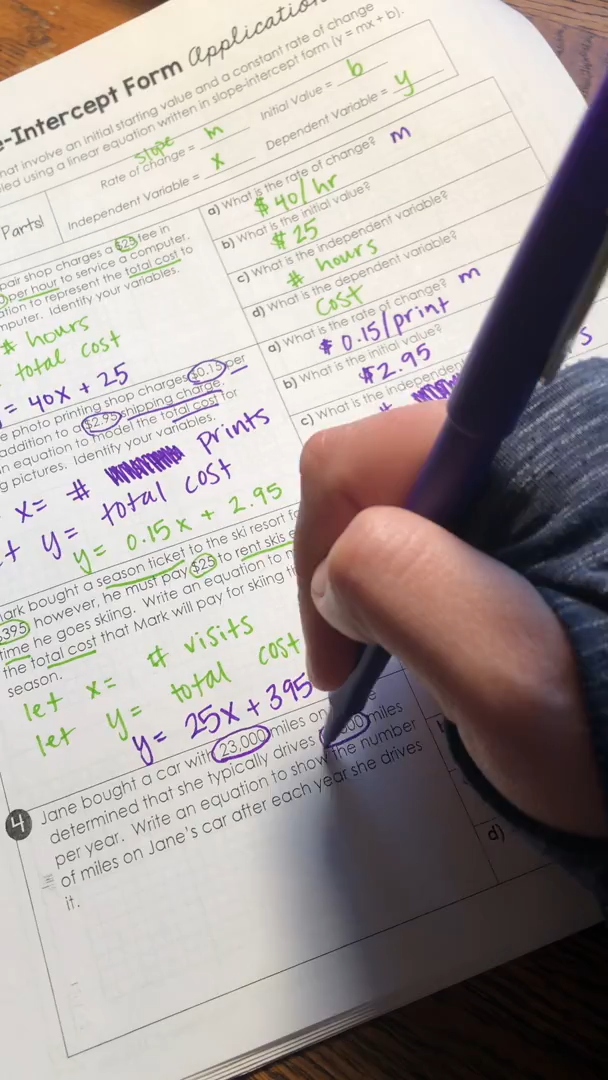 e-Intercept Form Application
hat involve an initial starting value and a constant rate of change
led using a linear equation written in slope-intercept form (y = mx + b).
Parts!
slope
Rate of change = m
Initial Value = b
Independent Variable = x
Dependent Variable = y
pair shop charges a $25 fee in
per hour to service a computer.
ation to represent the total cost to
mputer. Identify your variables.
# hours
total cost
= 40x + 25
a) What is the rate of change? m
$40/hr
b) What is the initial value?
$25
c) What is the independent variable?
# hours
d) What is the dependent variable?
cost
e photo printing shop charges $0.15 per
addition to a $2.95 shipping charge.
n equation to model the total cost for
g pictures. Identify your variables.
x = # prints
t y = total cost
y = 0.15x + 2.95
a) What is the rate of change? m
$0.15/print
b) What is the initial value?
$2.95
c) What is the independent
#
s
ark bought a season ticket to the ski resort f
$395 however, he must pay $25 to rent skis e
time he goes skiing. Write an equation to
the total cost that Mark will pay for skiing
season.
let x = # visits
let y = total cost
y = 25x + 395
4 Jane bought a car with 23,000 miles on
determined that she typically drives miles
per year. Write an equation to show the number
of miles on Jane's car after each year she drives
it.
d)